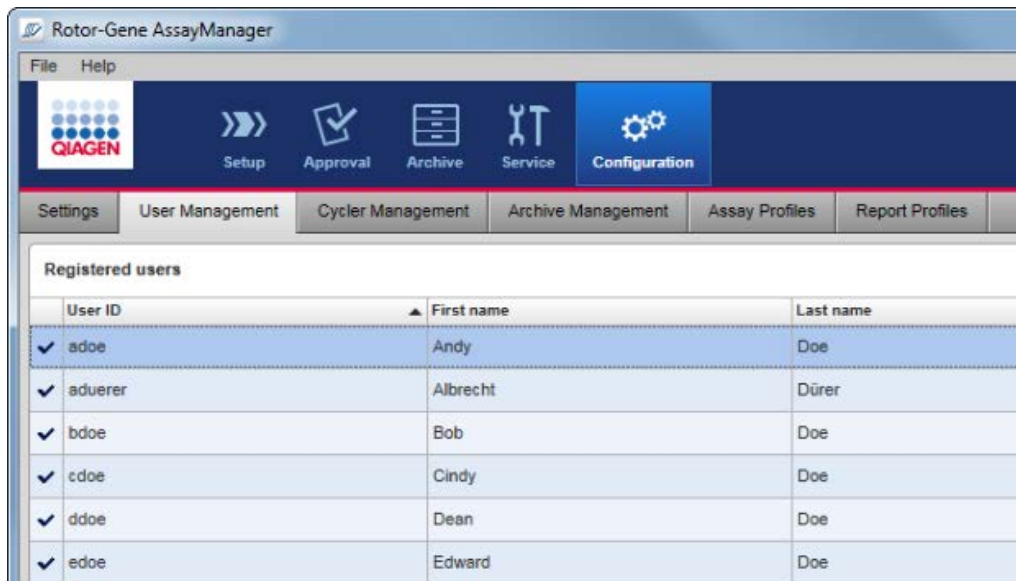 Rotor-Gene AssayManager
File Help
QIAGEN
Setup Approval Archive Service Configuration
Settings User Management Cycler Management Archive Management Assay Profiles Report Profiles
Registered users
User ID First name Last name
adoe Andy Doe
aduerer Albrecht Dürer
bdoe Bob Doe
cdoe Cindy Doe
ddoe Dean Doe
edoe Edward Doe